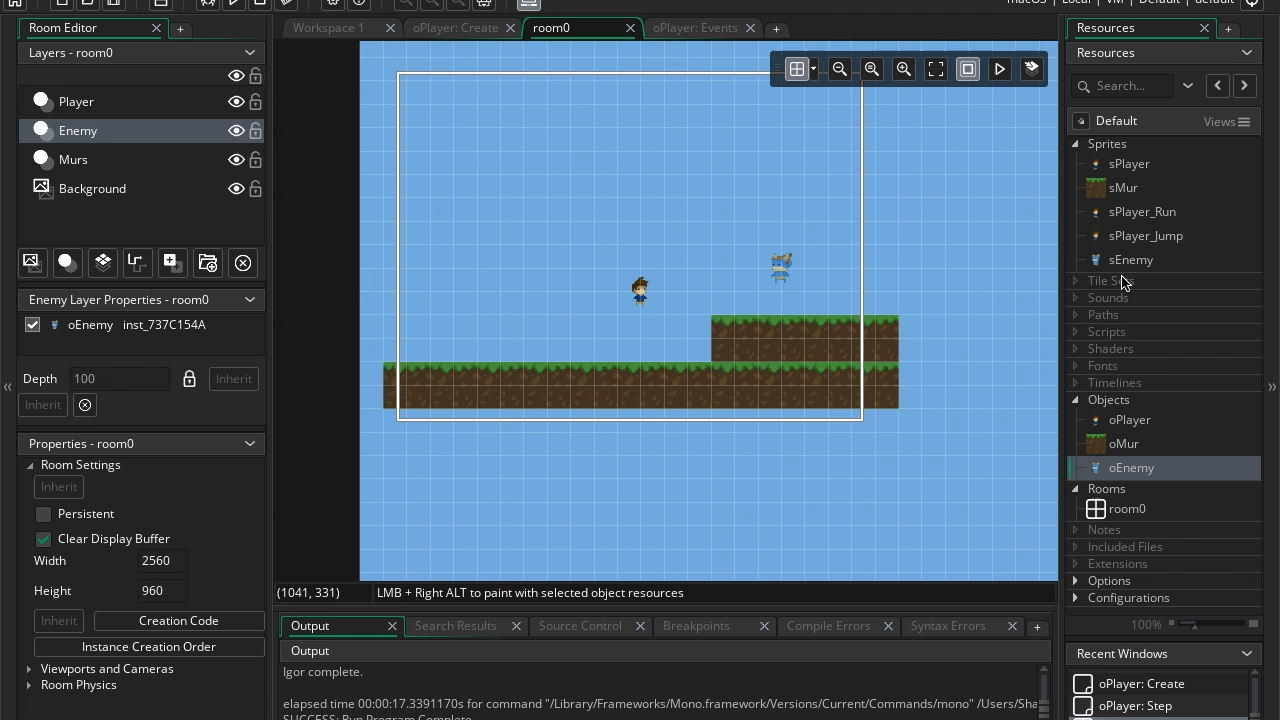 macOS | Local | VM | Default | default
Room Editor
Layers - room0
Player
Enemy
Murs
Background
Enemy Layer Properties - room0
oEnemy inst_737C154A
Depth 100 Inherit
Inherit
Properties - room0
Room Settings
Inherit
Persistent
Clear Display Buffer
Width 2560
Height 960
Inherit Creation Code
Instance Creation Order
Viewports and Cameras
Room Physics
Workspace 1 oPlayer: Create room0 oPlayer: Events
(1041, 331) LMB + Right ALT to paint with selected object resources
Output Search Results Source Control Breakpoints Compile Errors Syntax Errors
Output
Igor complete.
elapsed time 00:00:17.3391170s for command "/Library/Frameworks/Mono.framework/Versions/Current/Commands/mono" "/Users/Sha
SUCCESS: Run Program Complete
Resources
Resources
Search...
Default Views
Sprites
sPlayer
sMur
sPlayer_Run
sPlayer_Jump
sEnemy
Tile
Sounds
Paths
Scripts
Shaders
Fonts
Timelines
Objects
oPlayer
oMur
oEnemy
Rooms
room0
Notes
Included Files
Extensions
Options
Configurations
100%
Recent Windows
oPlayer: Create
oPlayer: Step